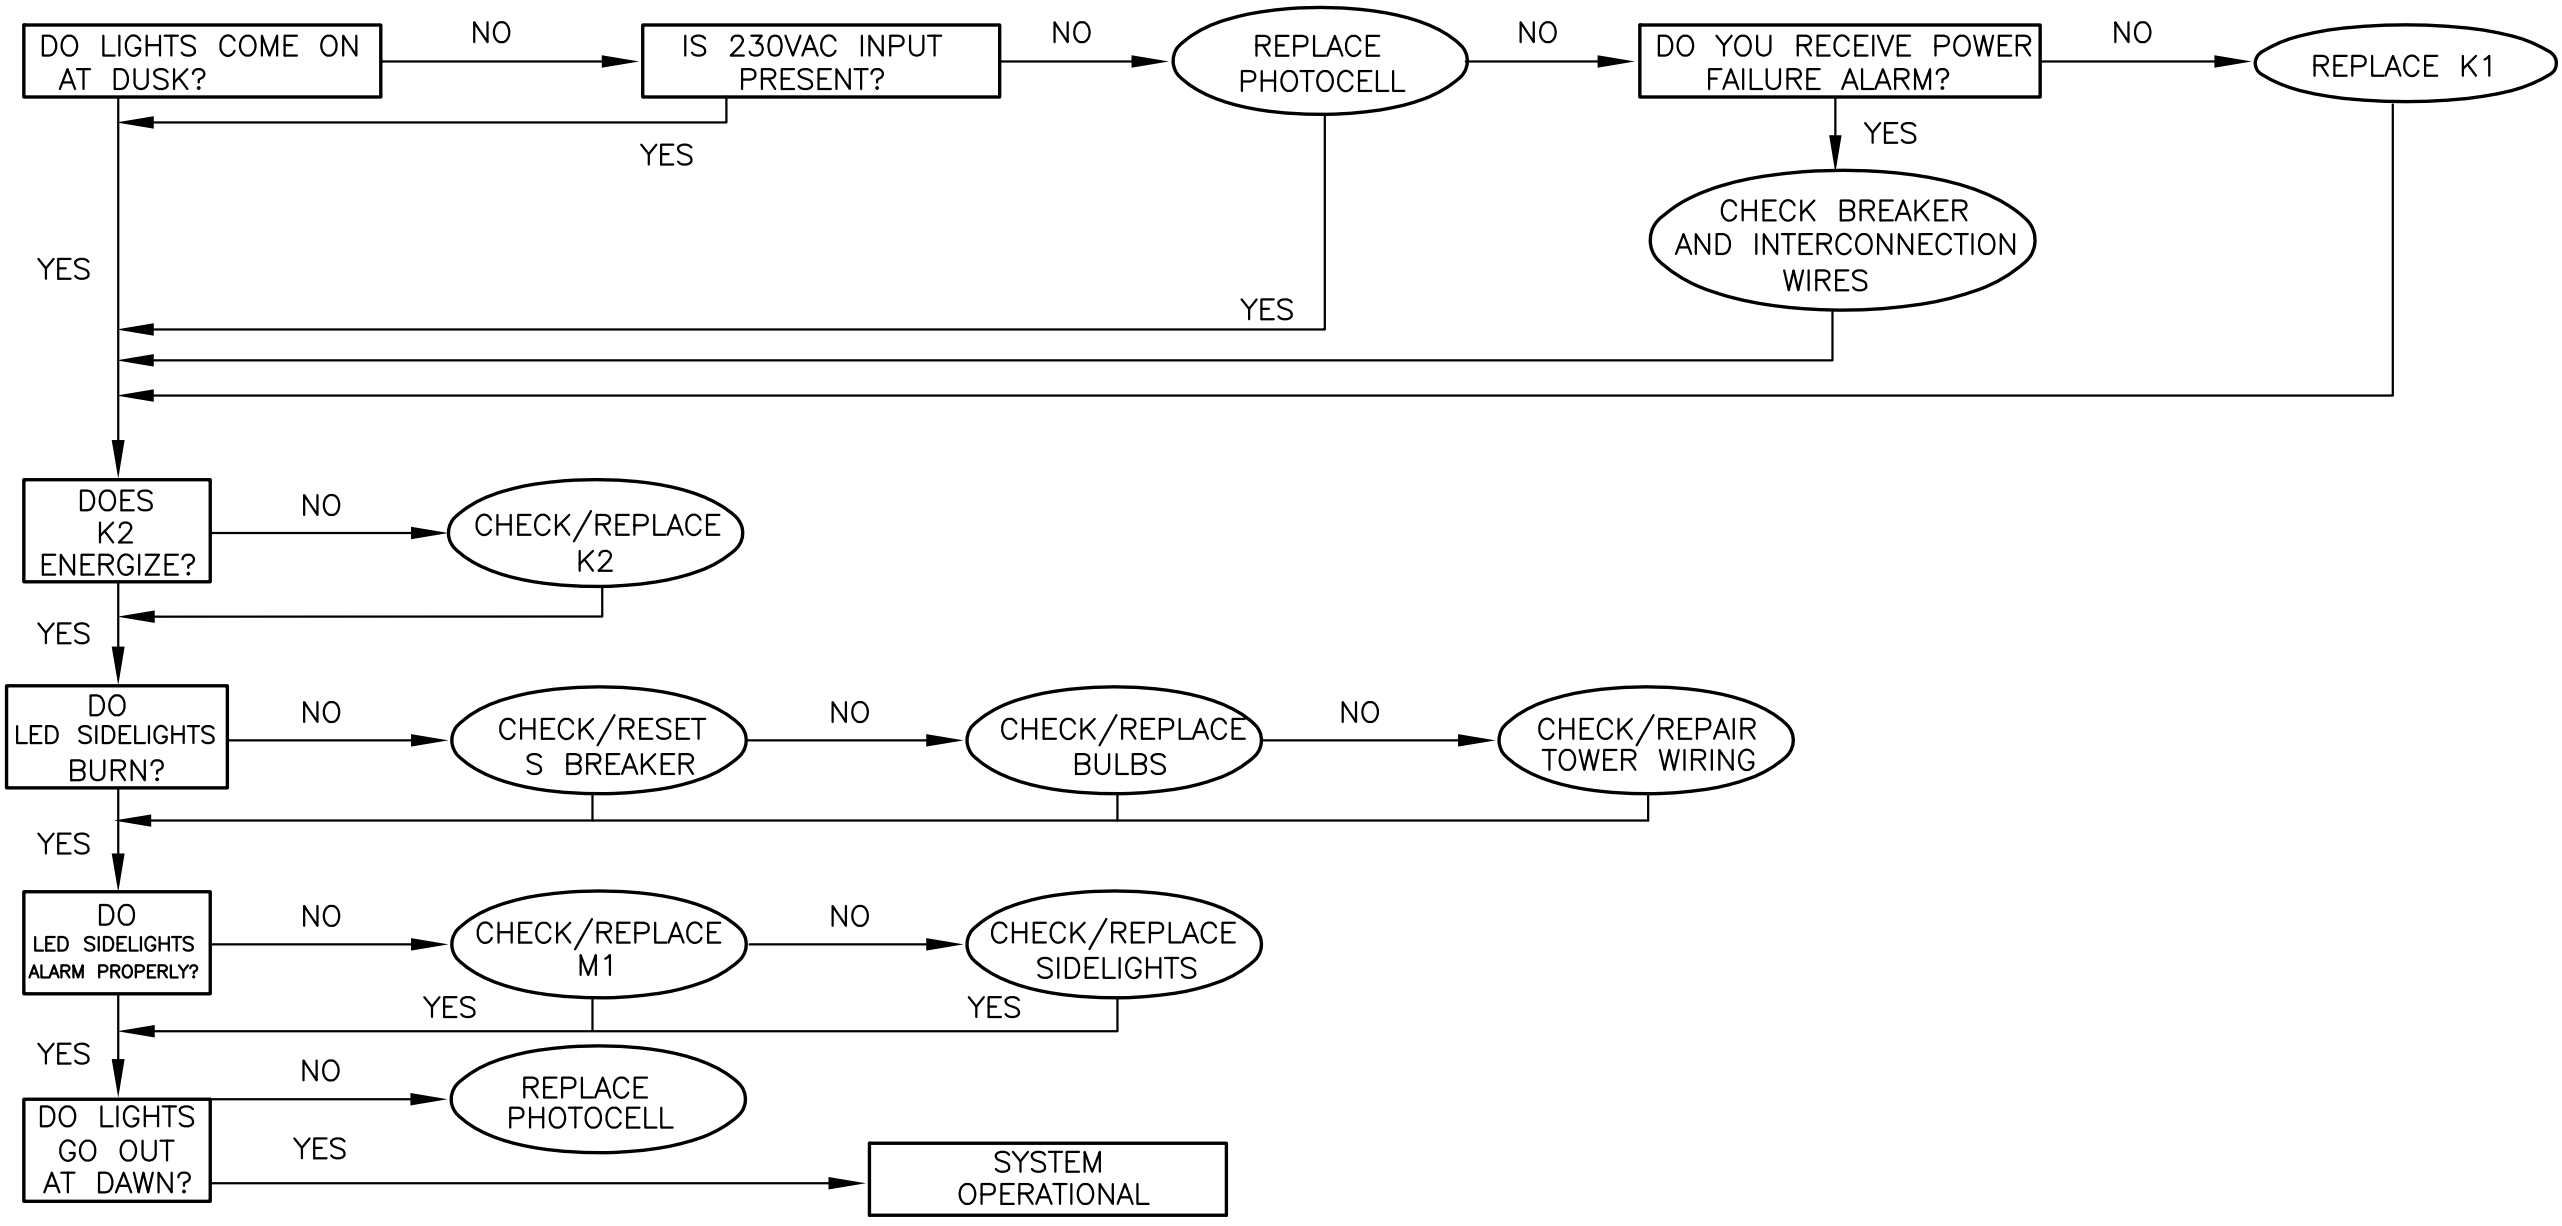 DO LIGHTS COME ON
AT DUSK?
NO
IS 230VAC INPUT
PRESENT?
NO
REPLACE
PHOTOCELL
NO
DO YOU RECEIVE POWER
FAILURE ALARM?
NO
REPLACE K1
YES
YES
CHECK BREAKER
AND INTERCONNECTION
WIRES
YES
YES
DOES
K2
ENERGIZE?
NO
CHECK/REPLACE
K2
YES
DO
LED SIDELIGHTS
BURN?
NO
CHECK/RESET
S BREAKER
NO
CHECK/REPLACE
BULBS
NO
CHECK/REPAIR
TOWER WIRING
YES
DO
LED SIDELIGHTS
ALARM PROPERLY?
NO
CHECK/REPLACE
M1
NO
CHECK/REPLACE
SIDELIGHTS
YES
YES
YES
DO LIGHTS
GO OUT
AT DAWN?
NO
REPLACE
PHOTOCELL
YES
SYSTEM
OPERATIONAL